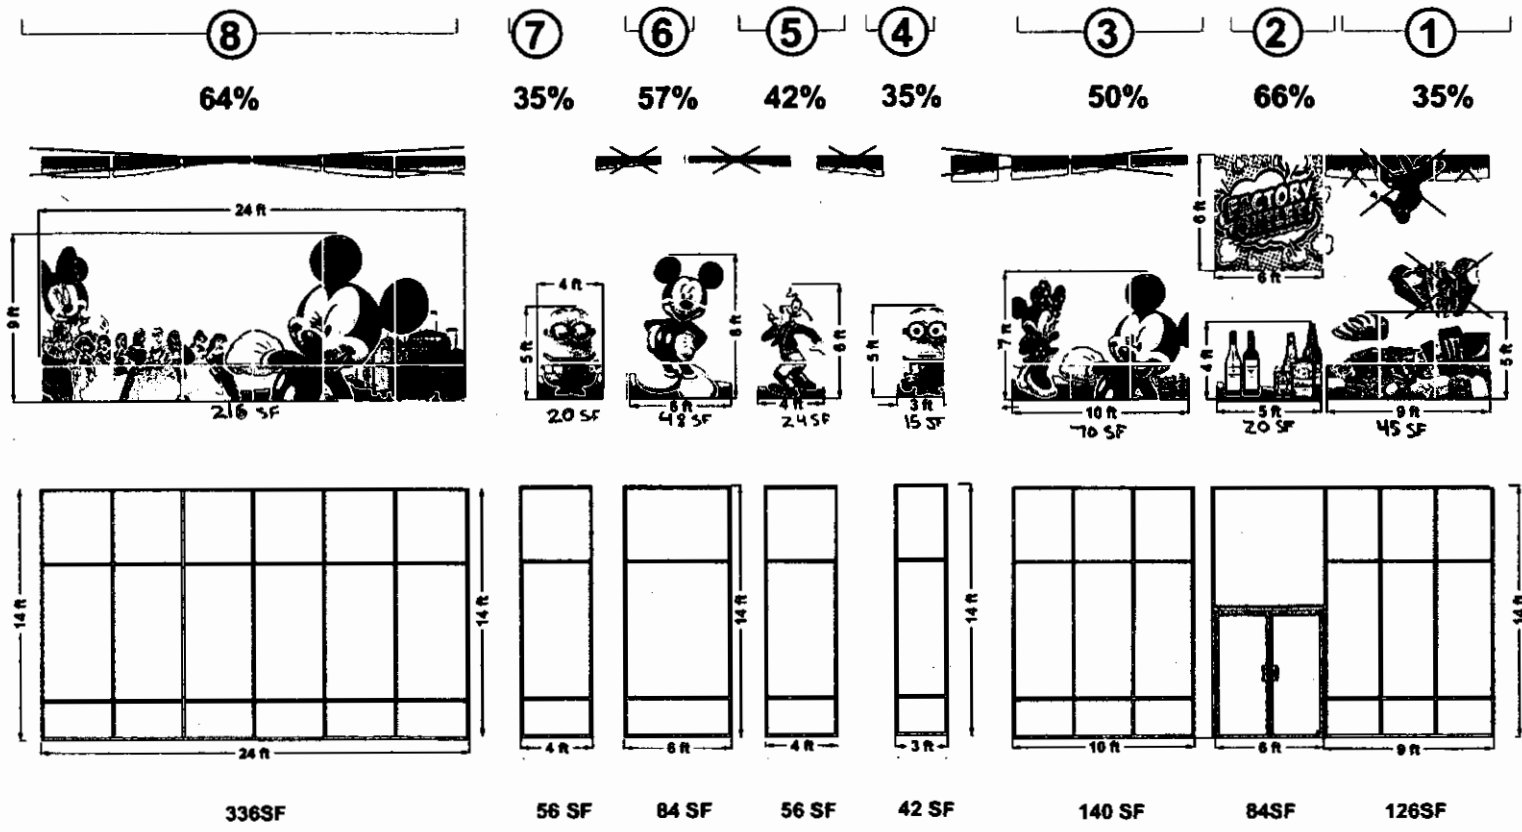 8 7 6 5 4 3 2 1
64% 35% 57% 42% 35% 50% 66% 35%
24 ft
9 ft
216 SF
4 ft
5 ft
20 SF
8 ft
6 ft
48 SF
6 ft
4 ft
24 SF
5 ft
3 ft
15 SF
7 ft
10 ft
70 SF
FACTORY
6 ft
6 ft
4 ft
5 ft
20 SF
5 ft
9 ft
45 SF
14 ft 14 ft 14 ft 14 ft 14 ft
24 ft 4 ft 6 ft 4 ft 3 ft 10 ft 6 ft 9 ft
336SF 56 SF 84 SF 56 SF 42 SF 140 SF 84SF 126SF